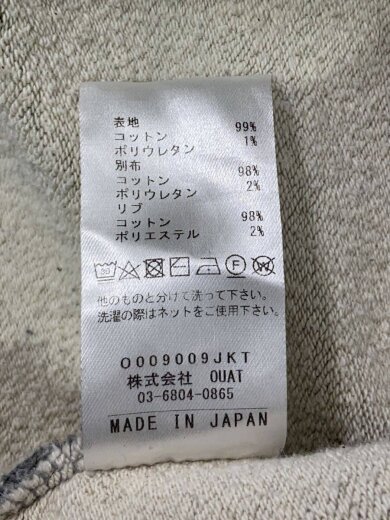 表地
コットン 99%
ポリウレタン 1%
別布
コットン 98%
ポリウレタン 2%
リブ
コットン 98%
ポリエステル 2%
他のものと分けて洗って下さい。
洗濯の際はネットをご使用下さい。
O009009JKT
株式会社 OUAT
03-6804-0865
MADE IN JAPAN